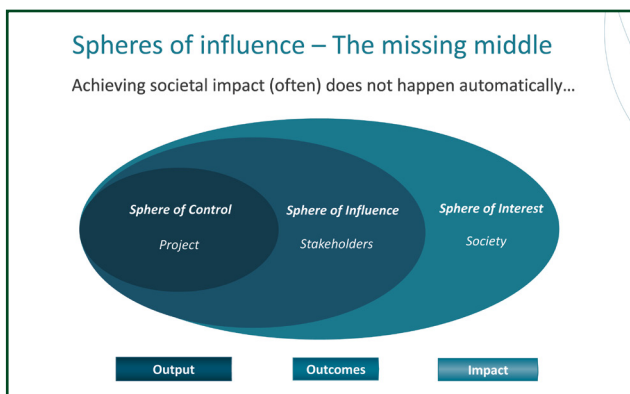 Spheres of influence – The missing middle
Achieving societal impact (often) does not happen automatically…
Sphere of Control
Project
Sphere of Influence
Stakeholders
Sphere of Interest
Society
Output
Outcomes
Impact